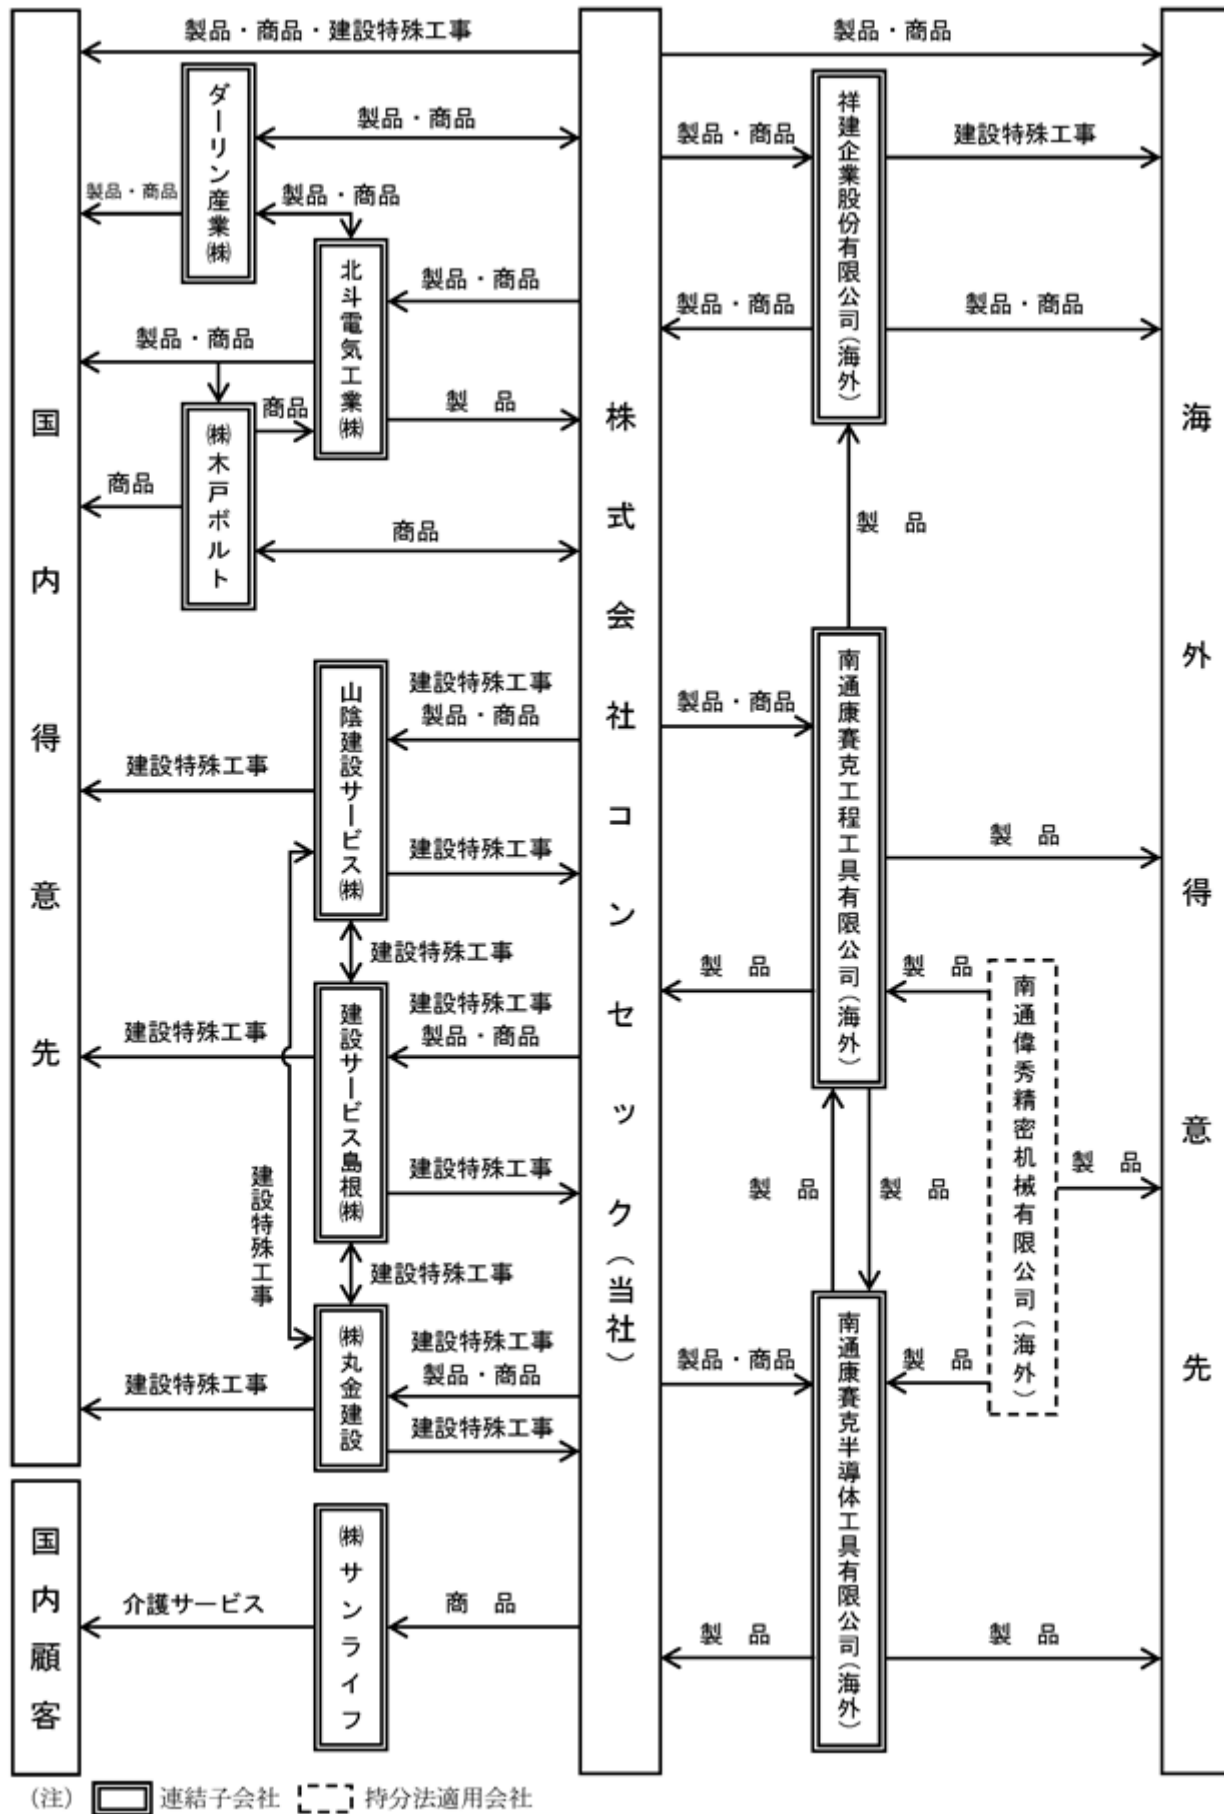 国内得意先
製品・商品・建設特殊工事
ダーリン産業㈱
製品・商品
製品・商品
製品・商品
北斗電気工業㈱
製品・商品
製品・商品
商品
製　品
㈱木戸ボルト
商品
商品
山陰建設サービス㈱
建設特殊工事
製品・商品
建設特殊工事
建設特殊工事
建設特殊工事
建設サービス島根㈱
建設特殊工事
製品・商品
建設特殊工事
建設特殊工事
建設特殊工事
建設特殊工事
㈱丸金建設
建設特殊工事
製品・商品
建設特殊工事
建設特殊工事
国内顧客
介護サービス
㈱サンライフ
商　品
株式会社コンセック（当社）
製品・商品
祥建企業股份有限公司（海外）
製品・商品
建設特殊工事
製品・商品
製品・商品
製　品
南通康賽克工程工具有限公司（海外）
製品・商品
製　品
製　品
製　品
南通偉秀精密机械有限公司（海外）
製　品
製　品
製　品
南通康賽克半導体工具有限公司（海外）
製品・商品
製　品
製　品
製　品
海外得意先
（注）　連結子会社　持分法適用会社